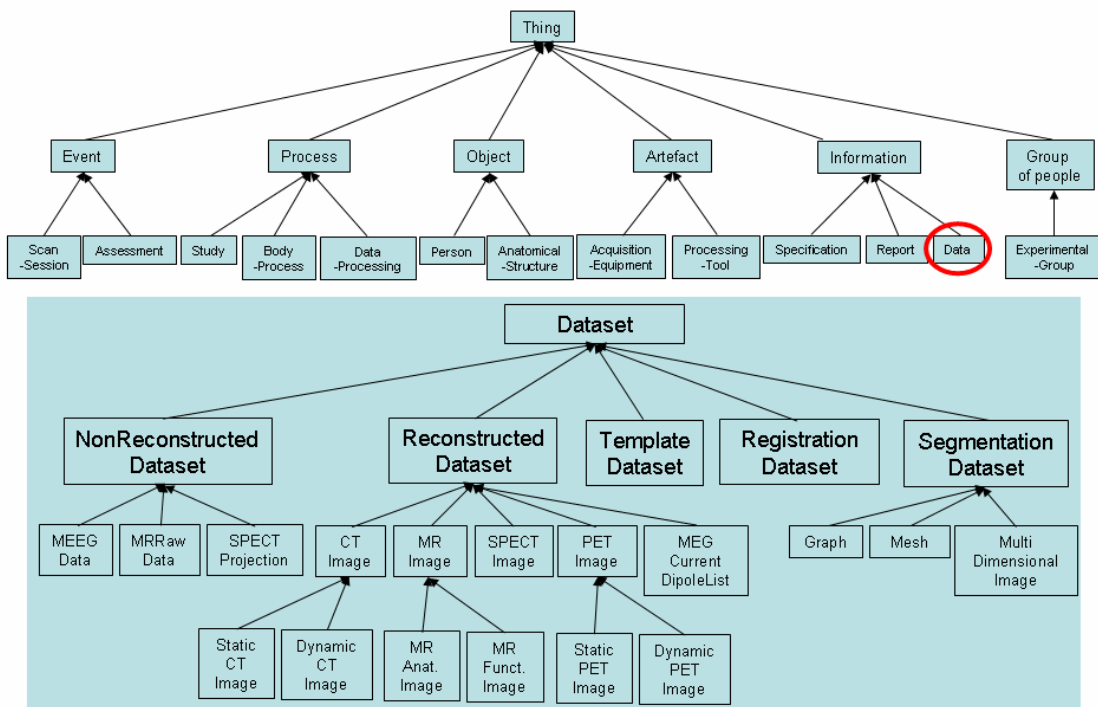 Thing
Event
Process
Object
Artefact
Information
Group
of people
Scan
-Session
Assessment
Study
Body
-Process
Data
-Processing
Person
Anatomical
-Structure
Acquisition
-Equipment
Processing
-Tool
Specification
Report
Data
Experimental
-Group
Dataset
NonReconstructed
Dataset
Reconstructed
Dataset
Template
Dataset
Registration
Dataset
Segmentation
Dataset
MEEG
Data
MRRaw
Data
SPECT
Projection
CT
Image
MR
Image
SPECT
Image
PET
Image
MEG
Current
DipoleList
Graph
Mesh
Multi
Dimensional
Image
Static
CT
Image
Dynamic
CT
Image
MR
Anat.
Image
MR
Funct.
Image
Static
PET
Image
Dynamic
PET
Image